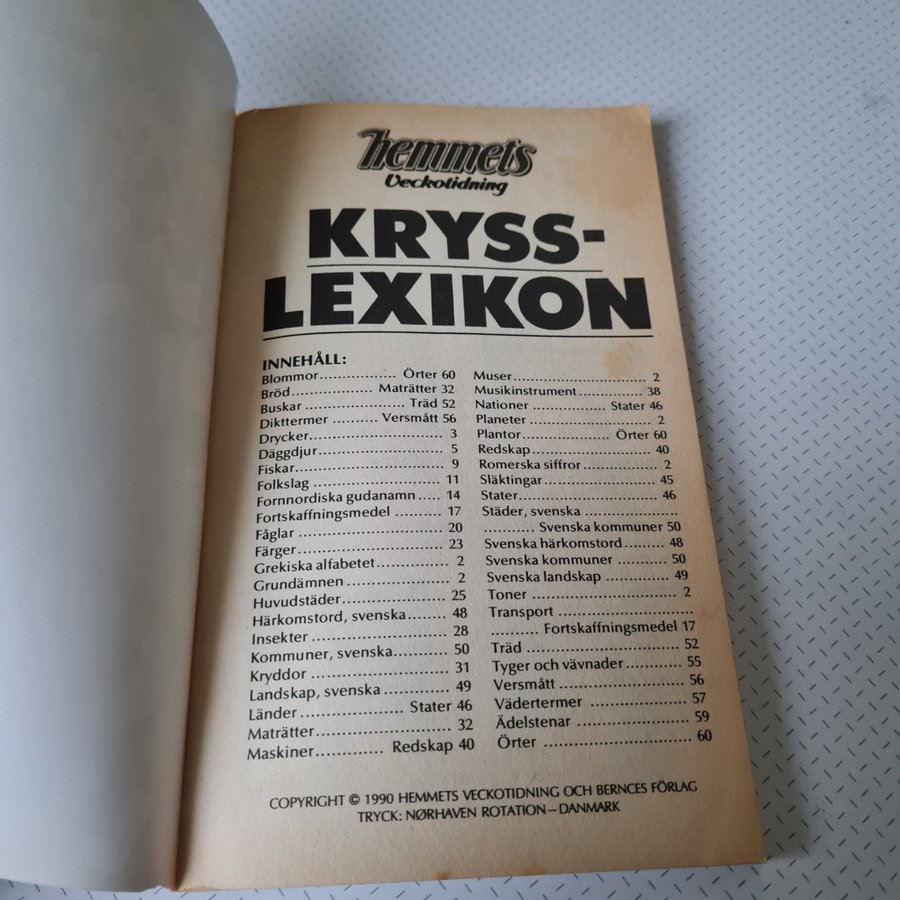 hemmets
Veckotidning
KRYSS-
LEXIKON
INNEHÅLL:
Blommor................. Örter 60
Bröd........................ Maträtter 32
Buskar ...................... Träd 52
Dikttermer ........... Versmått 56
Drycker............................... 3
Däggdjur............................. 5
Fiskar ................................. 9
Folkslag ............................. 11
Fornnordiska gudanamn ..... 14
Fortskaffningsmedel .......... 17
Fåglar ................................ 20
Färger................................ 23
Grekiska alfabetet................ 2
Grundämnen ...................... 2
Huvudstäder...................... 25
Härkomstord, svenska........ 48
Insekter ............................ 28
Kommuner, svenska........... 50
Kryddor ............................ 31
Landskap, svenska ............. 49
Länder .................... Stater 46
Maträtter........................... 32
Maskiner.............. Redskap 40
Muser................................. 2
Musikinstrument ................ 38
Nationer ............... Stater 46
Planeter ............................. 2
Plantor.................... Örter 60
Redskap ............................ 40
Romerska siffror ................. 2
Släktingar.......................... 45
Stater................................ 46
Städer, svenska ..................
............ Svenska kommuner 50
Svenska härkomstord......... 48
Svenska kommuner ........... 50
Svenska landskap .............. 49
Toner ................................ 2
Transport ..........................
........... Fortskaffningsmedel 17
Träd ................................. 52
Tyger och vävnader............ 55
Versmått ........................... 56
Vädertermer ..................... 57
Ädelstenar ........................ 59
Örter ................................ 60
COPYRIGHT © 1990 HEMMETS VECKOTIDNING OCH BERNCES FÖRLAG
TRYCK: NØRHAVEN ROTATION – DANMARK